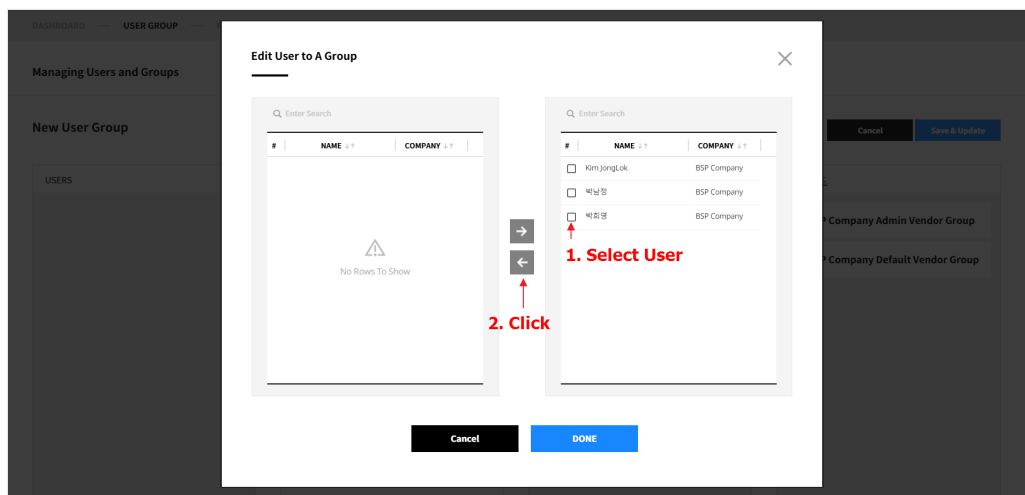 DASHBOARD USER GROUP
Managing Users and Groups
New User Group
Cancel Save & Update
USERS
Company Admin Vendor Group
Company Default Vendor Group
Edit User to A Group
Enter Search
# NAME ↓↑ COMPANY ↓↑
No Rows To Show
Enter Search
# NAME ↓↑ COMPANY ↓↑
Kim JongLok BSP Company
박남정 BSP Company
박희영 BSP Company
1. Select User
2. Click
Cancel DONE